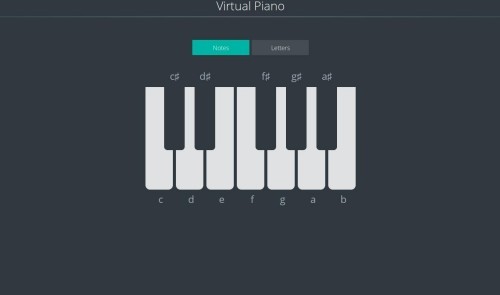 Virtual Piano
Notes Letters
c♯ d♯ f♯ g♯ a♯
c d e f g a b